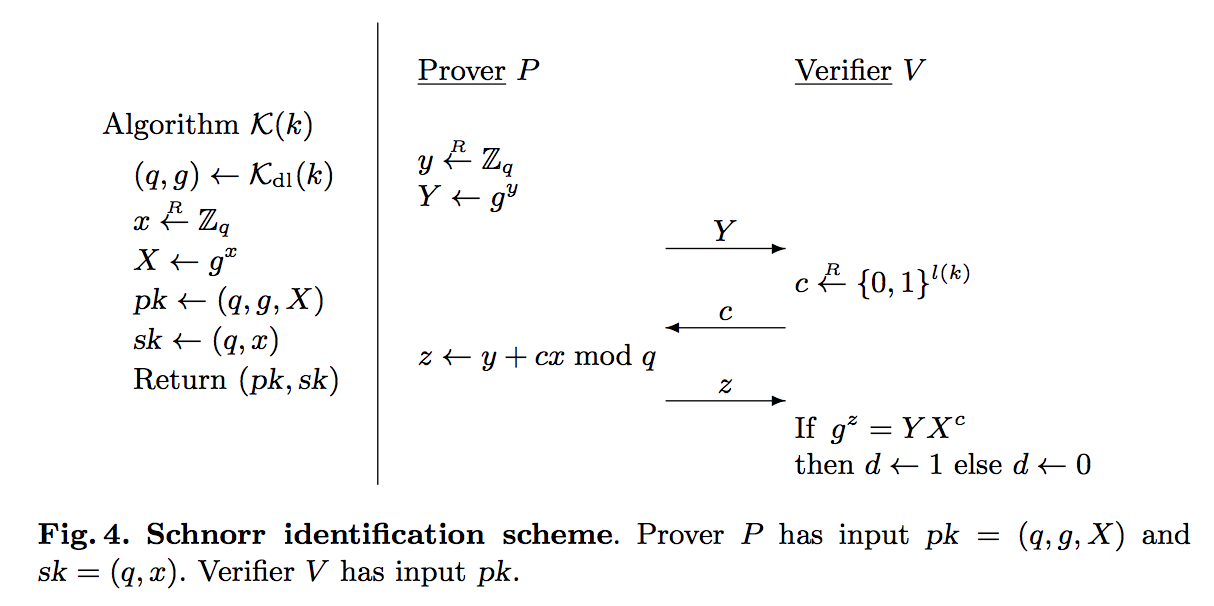 Algorithm 𝒦(k)
(q, g) ← 𝒦_dl(k)
x ←^R ℤ_q
X ← g^x
pk ← (q, g, X)
sk ← (q, x)
Return (pk, sk)
Prover P
Verifier V
y ←^R ℤ_q
Y ← g^y
Y
c ←^R {0, 1}^{l(k)}
c
z ← y + cx mod q
z
If g^z = Y X^c
then d ← 1 else d ← 0
Fig. 4. Schnorr identification scheme. Prover P has input pk = (q, g, X) and
sk = (q, x). Verifier V has input pk.